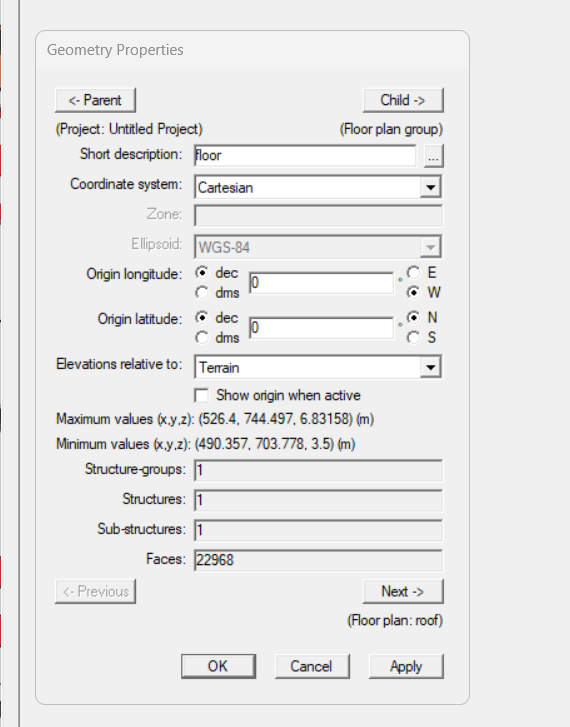 Geometry Properties
<- Parent Child ->
(Project: Untitled Project) (Floor plan group)
Short description: floor ...
Coordinate system: Cartesian
Zone:
Ellipsoid: WGS-84
Origin longitude: dec 0 ° E
dms W
Origin latitude: dec 0 ° N
dms S
Elevations relative to: Terrain
Show origin when active
Maximum values (x,y,z): (526.4, 744.497, 6.83158) (m)
Minimum values (x,y,z): (490.357, 703.778, 3.5) (m)
Structure-groups: 1
Structures: 1
Sub-structures: 1
Faces: 22968
<- Previous Next ->
(Floor plan: roof)
OK Cancel Apply